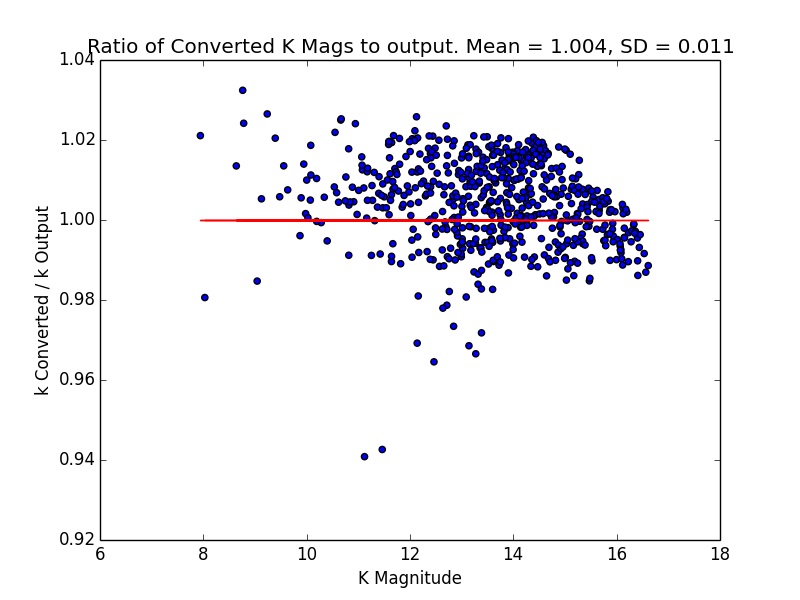 Ratio of Converted K Mags to output. Mean = 1.004, SD = 0.011
1.04
1.02
1.00
0.98
0.96
0.94
0.92
k Converted / k Output
6 8 10 12 14 16 18
K Magnitude